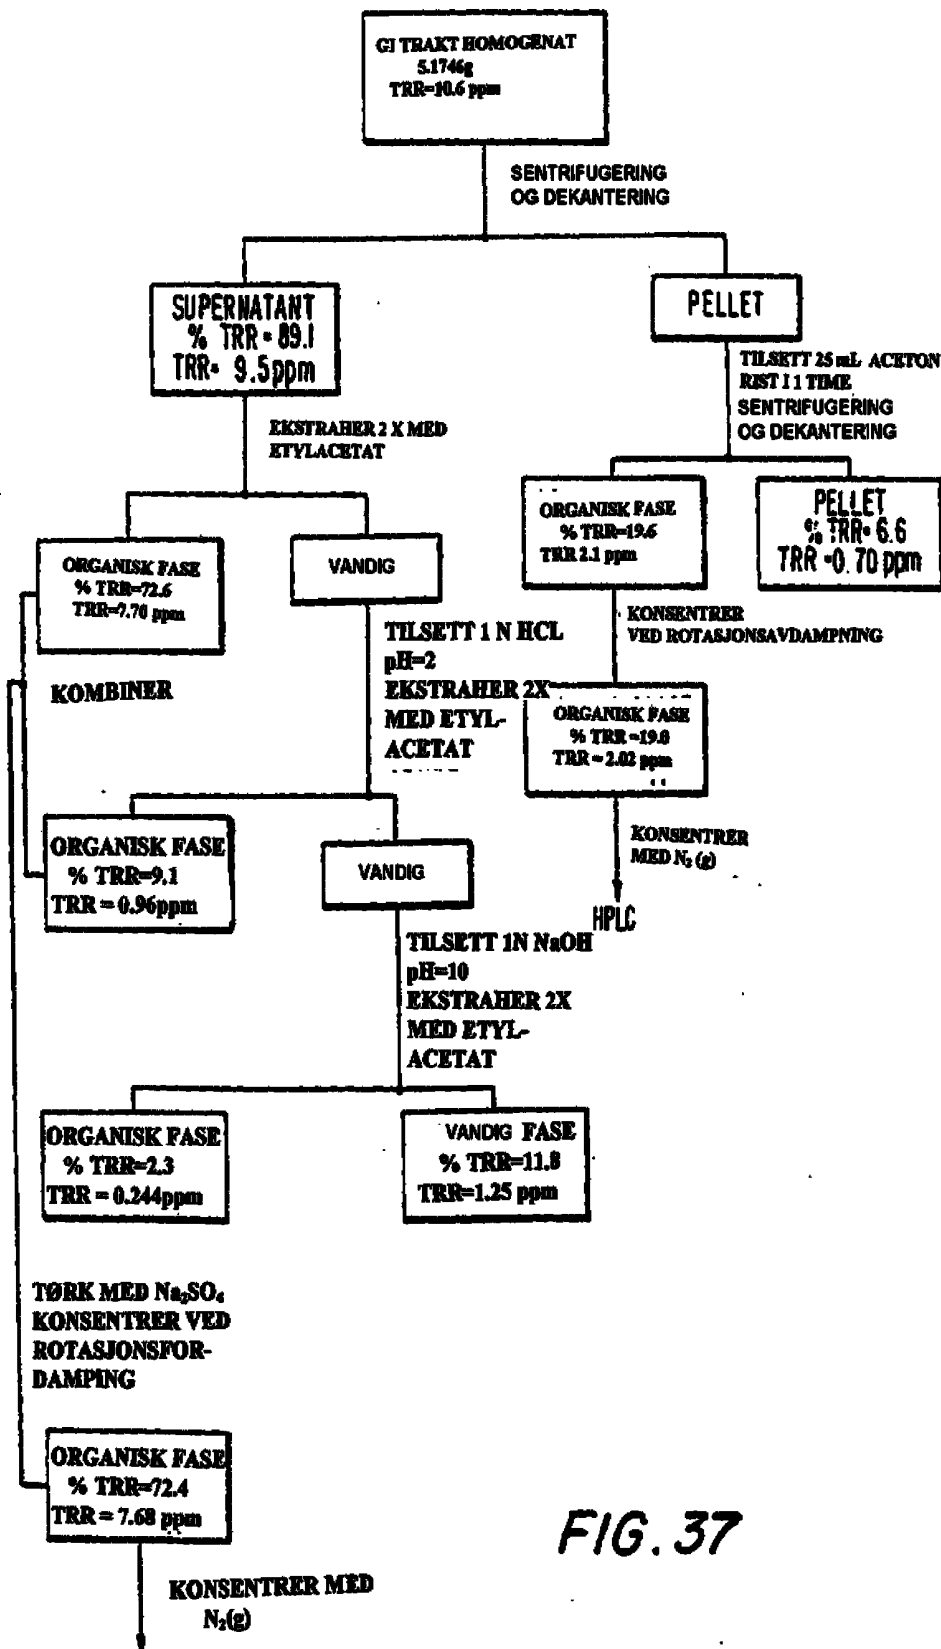 GI TRAKT HOMOGENAT
5.1746g
TRR=10.6 ppm
SENTRIFUGERING
OG DEKANTERING
SUPERNATANT
% TRR = 89.1
TRR= 9.5ppm
PELLET
TILSETT 25 mL ACETON
RIST I 1 TIME
SENTRIFUGERING
OG DEKANTERING
EKSTRAHER 2 X MED
ETYLACETAT
ORGANISK FASE
% TRR=19.6
TRR 2.1 ppm
PELLET
% TRR= 6.6
TRR =0.70 ppm
ORGANISK FASE
% TRR=72.6
TRR=7.70 ppm
VANDIG
KONSENTRER
VED ROTASJONSAVDAMPNING
TILSETT 1 N HCL
pH=2
EKSTRAHER 2X
MED ETYL-
ACETAT
KOMBINER
ORGANISK FASE
% TRR =19.0
TRR = 2.02 ppm
KONSENTRER
MED N₂ (g)
HPLC
ORGANISK FASE
% TRR=9.1
TRR = 0.96ppm
VANDIG
TILSETT 1N NaOH
pH=10
EKSTRAHER 2X
MED ETYL-
ACETAT
ORGANISK FASE
% TRR=2.3
TRR = 0.244ppm
VANDIG FASE
% TRR=11.8
TRR=1.25 ppm
TØRK MED Na₂SO₄
KONSENTRER VED
ROTASJONSFOR-
DAMPING
ORGANISK FASE
% TRR=72.4
TRR = 7.68 ppm
KONSENTRER MED
N₂(g)
FIG. 37